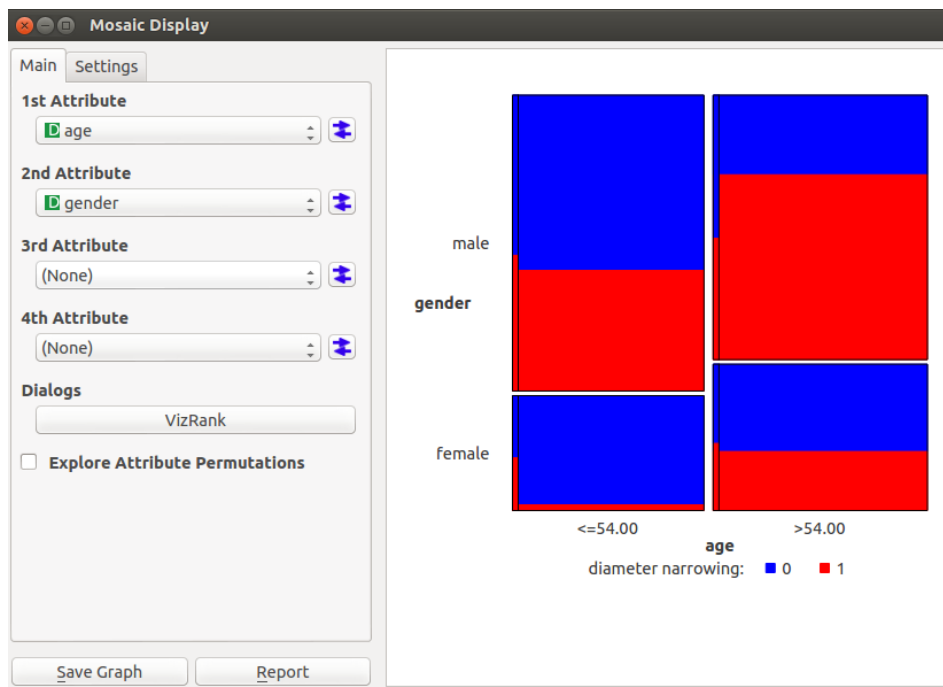 Mosaic Display
Main Settings
1st Attribute
D age
2nd Attribute
D gender
3rd Attribute
(None)
4th Attribute
(None)
Dialogs
VizRank
Explore Attribute Permutations
Save Graph Report
male
gender
female
<=54.00 >54.00
age
diameter narrowing: 0 1